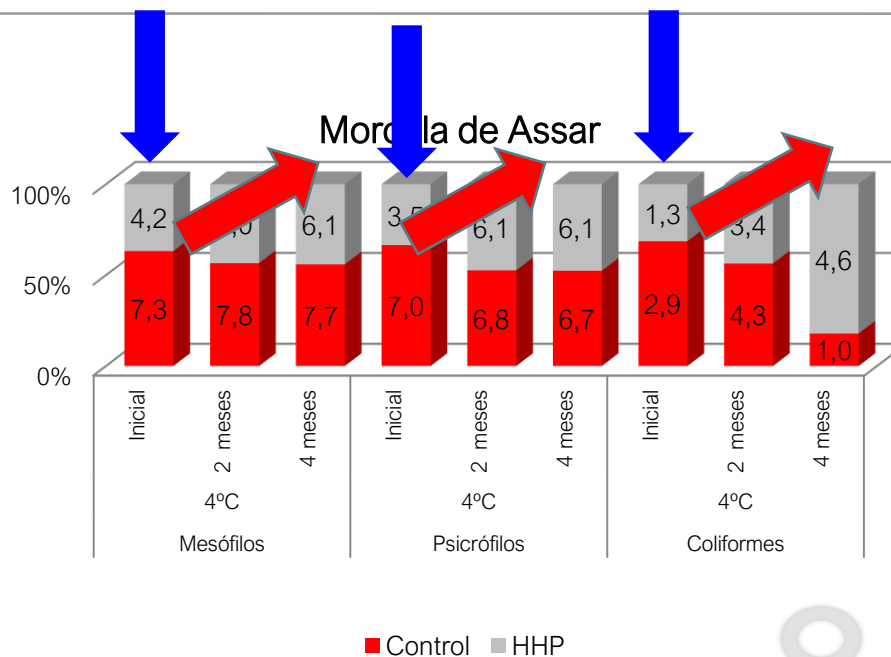 Morcilla de Assar
100%
50%
0%
4,2
6,1
3,5
6,1
6,1
1,3
3,4
4,6
7,3
7,8
7,7
7,0
6,8
6,7
2,9
4,3
1,0
Inicial
2 meses
4 meses
Inicial
2 meses
4 meses
Inicial
2 meses
4 meses
4ºC
4ºC
4ºC
Mesófilos
Psicrófilos
Coliformes
Control
HHP